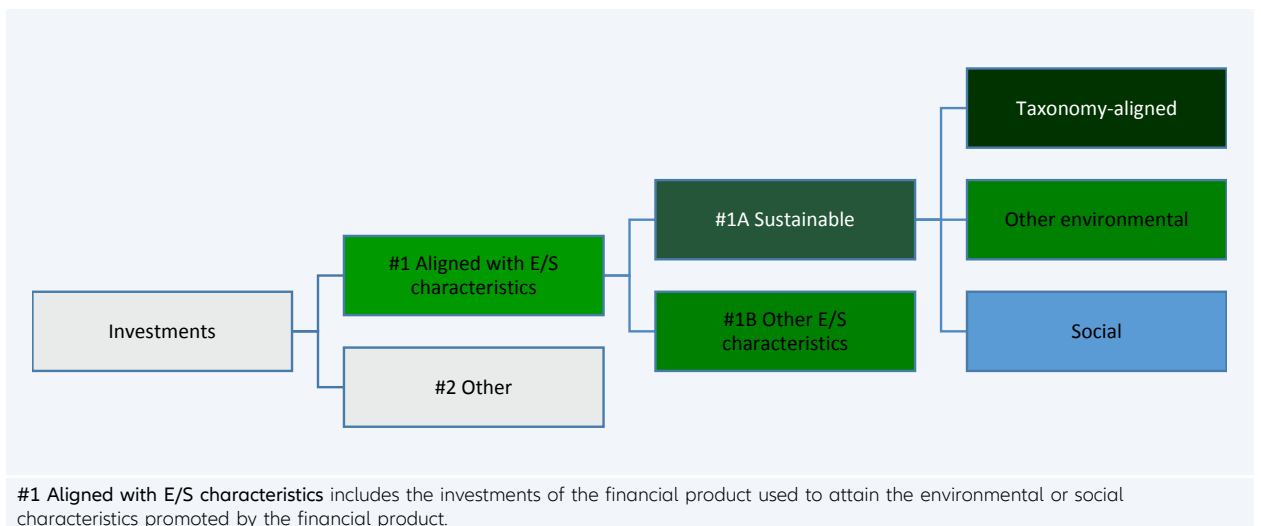 Taxonomy-aligned
#1A Sustainable
Other environmental
#1 Aligned with E/S
characteristics
Investments
#1B Other E/S
characteristics
Social
#2 Other
#1 Aligned with E/S characteristics includes the investments of the financial product used to attain the environmental or social
characteristics promoted by the financial product.